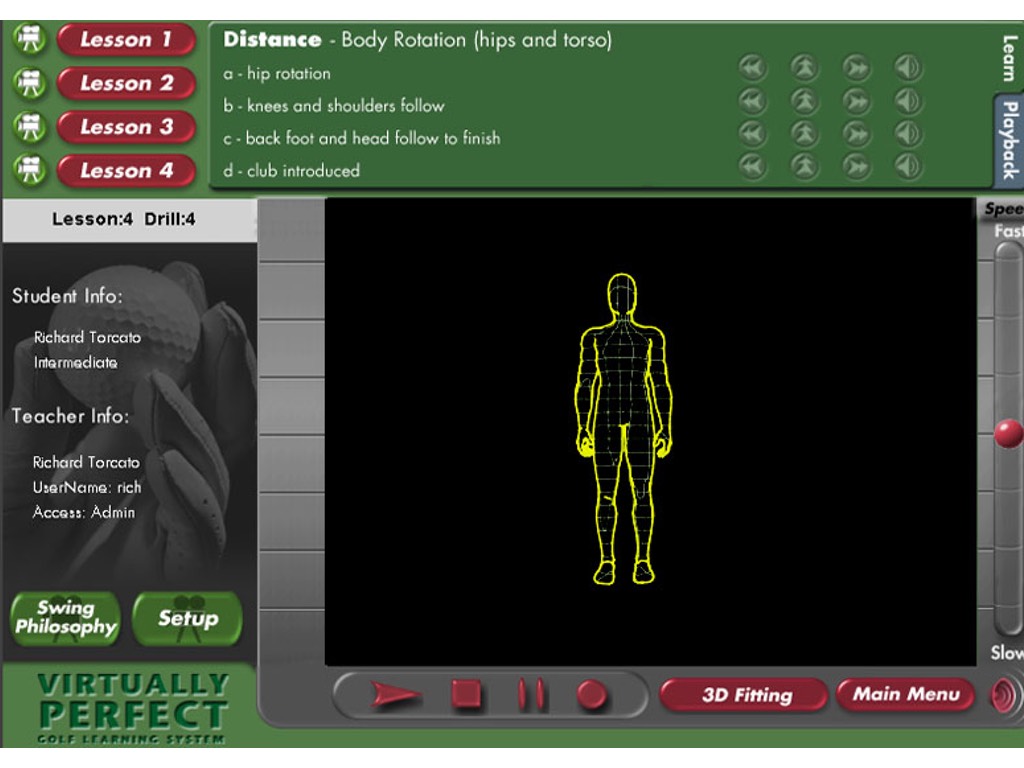 Lesson 1
Lesson 2
Lesson 3
Lesson 4
Distance - Body Rotation (hips and torso)
a - hip rotation
b - knees and shoulders follow
c - back foot and head follow to finish
d - club introduced
Learn
Playback
Lesson:4 Drill:4
Student Info:
Richard Torcato
Intermediate
Teacher Info:
Richard Torcato
UserName: rich
Access: Admin
Swing
Philosophy
Setup
VIRTUALLY
PERFECT
GOLF LEARNING SYSTEM
Spee
Fast
Slow
3D Fitting
Main Menu